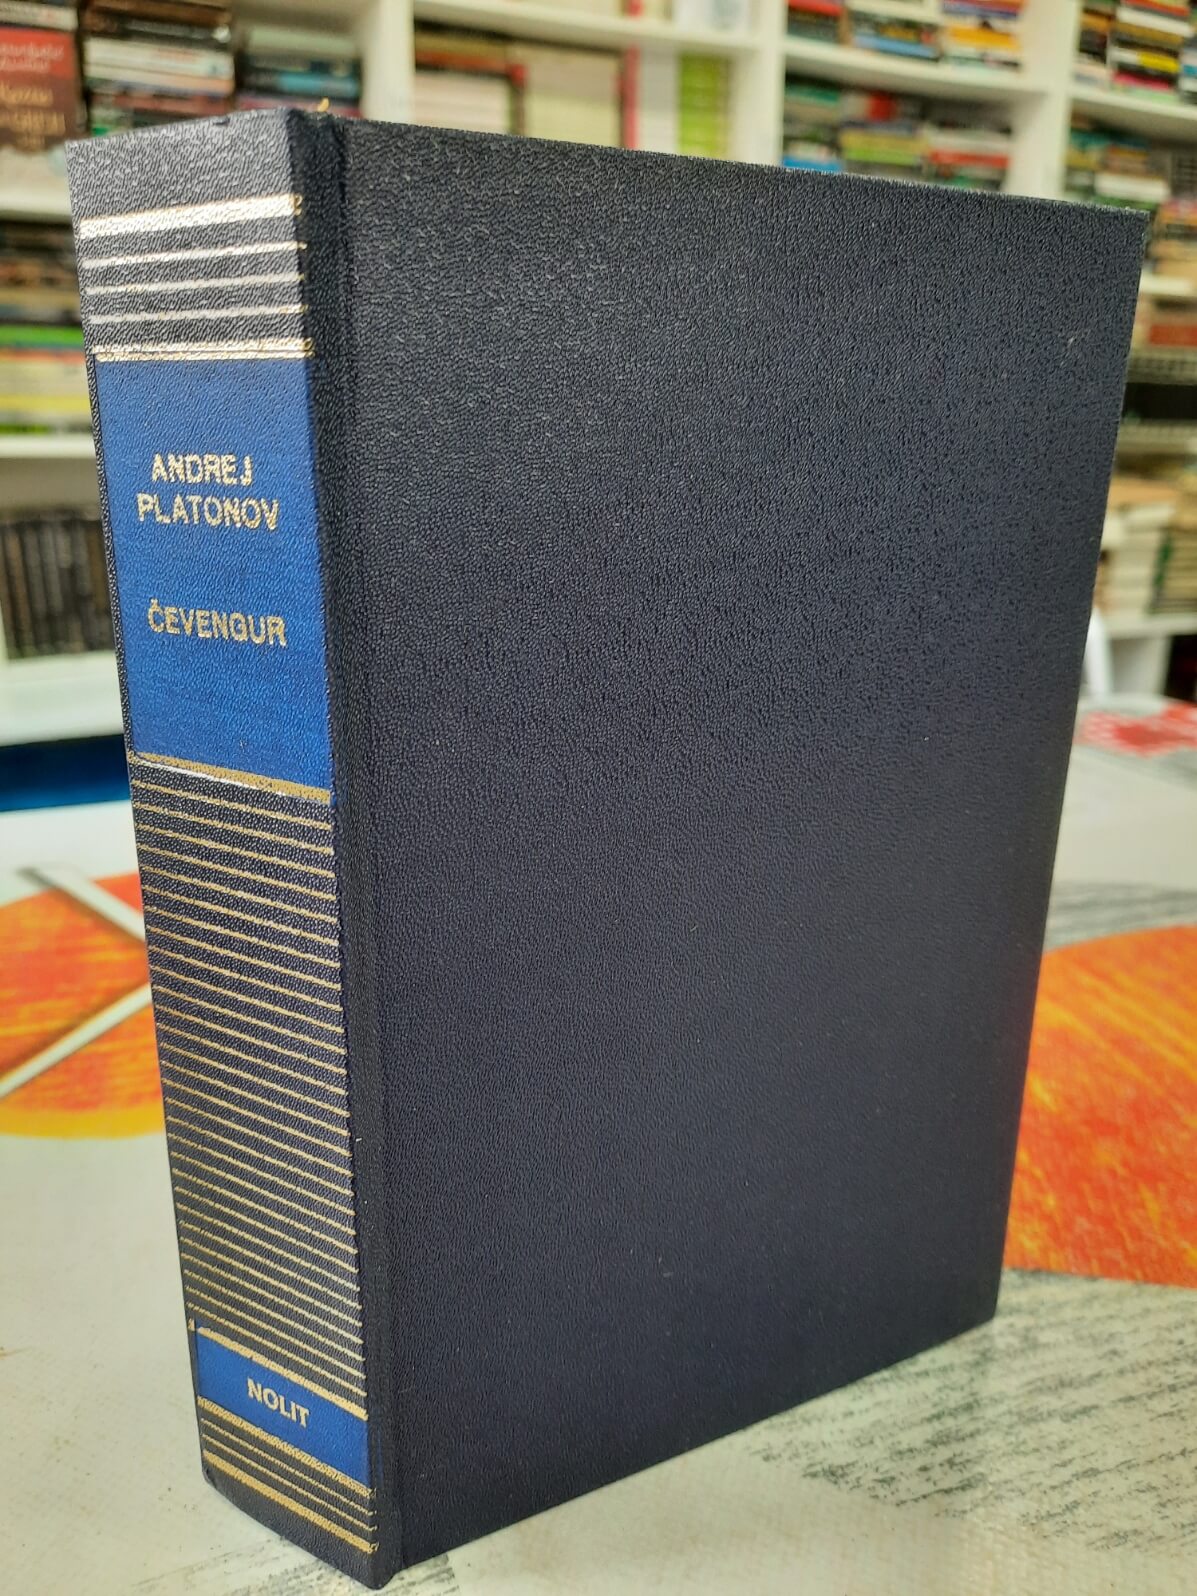 ANDREJ
PLATONOV
ČEVENGUR
NOLIT